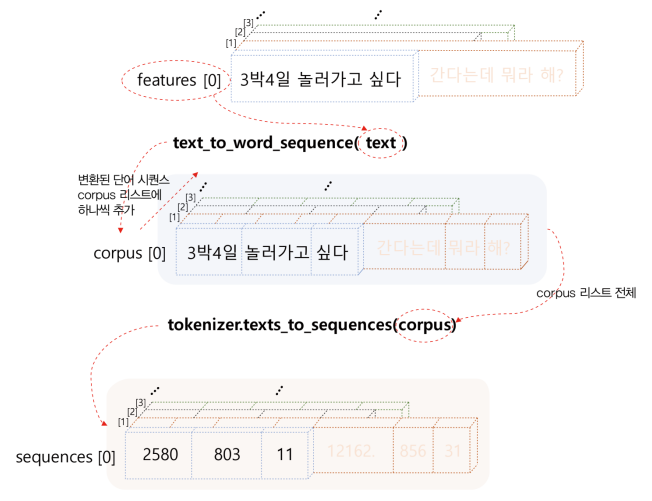 [3]
[2]
[1]
features [0]
3박4일 놀러가고 싶다
간다는데 뭐라 해?
text_to_word_sequence( text )
변환된 단어 시퀀스
corpus 리스트에
하나씩 추가
[3]
[2]
[1]
corpus [0]
3박4일 놀러가고 싶다
간다는데 뭐라 해?
corpus 리스트 전체
tokenizer.texts_to_sequences(corpus)
[3]
[2]
[1]
sequences [0]
2580 803 11
12162. 856 31